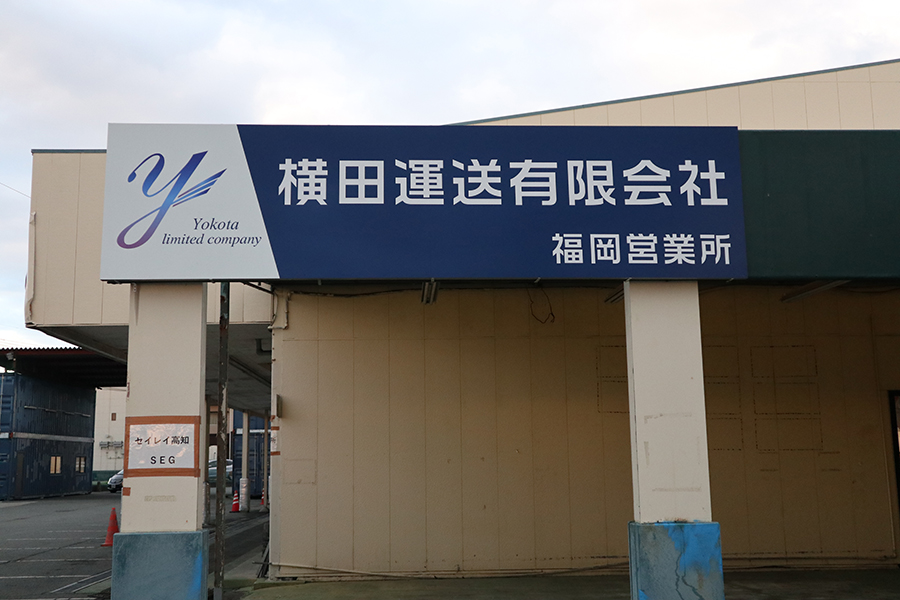 y
Yokota
limited company
横田運送有限会社
福岡営業所
セイレイ高知
SEG